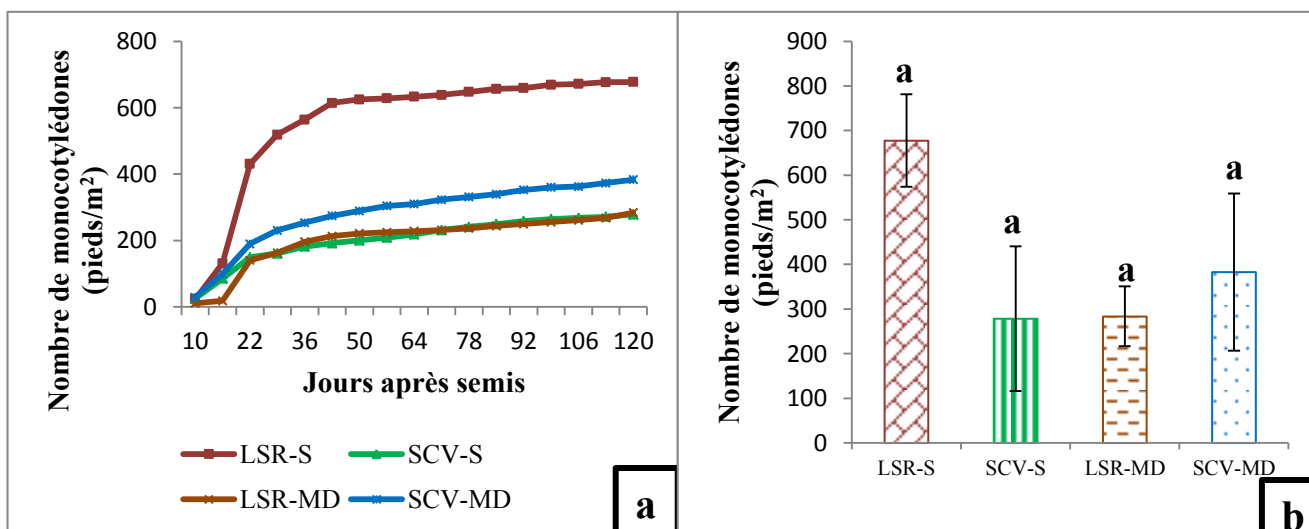 Nombre de monocotylédones
(pieds/m²)
800
600
400
200
0
10 22 36 50 64 78 92 106 120
Jours après semis
LSR-S SCV-S
LSR-MD SCV-MD
a
Nombre de monocotylédones
(pieds/m²)
900
800
700
600
500
400
300
200
100
0
a
a
a
a
LSR-S SCV-S LSR-MD SCV-MD
b